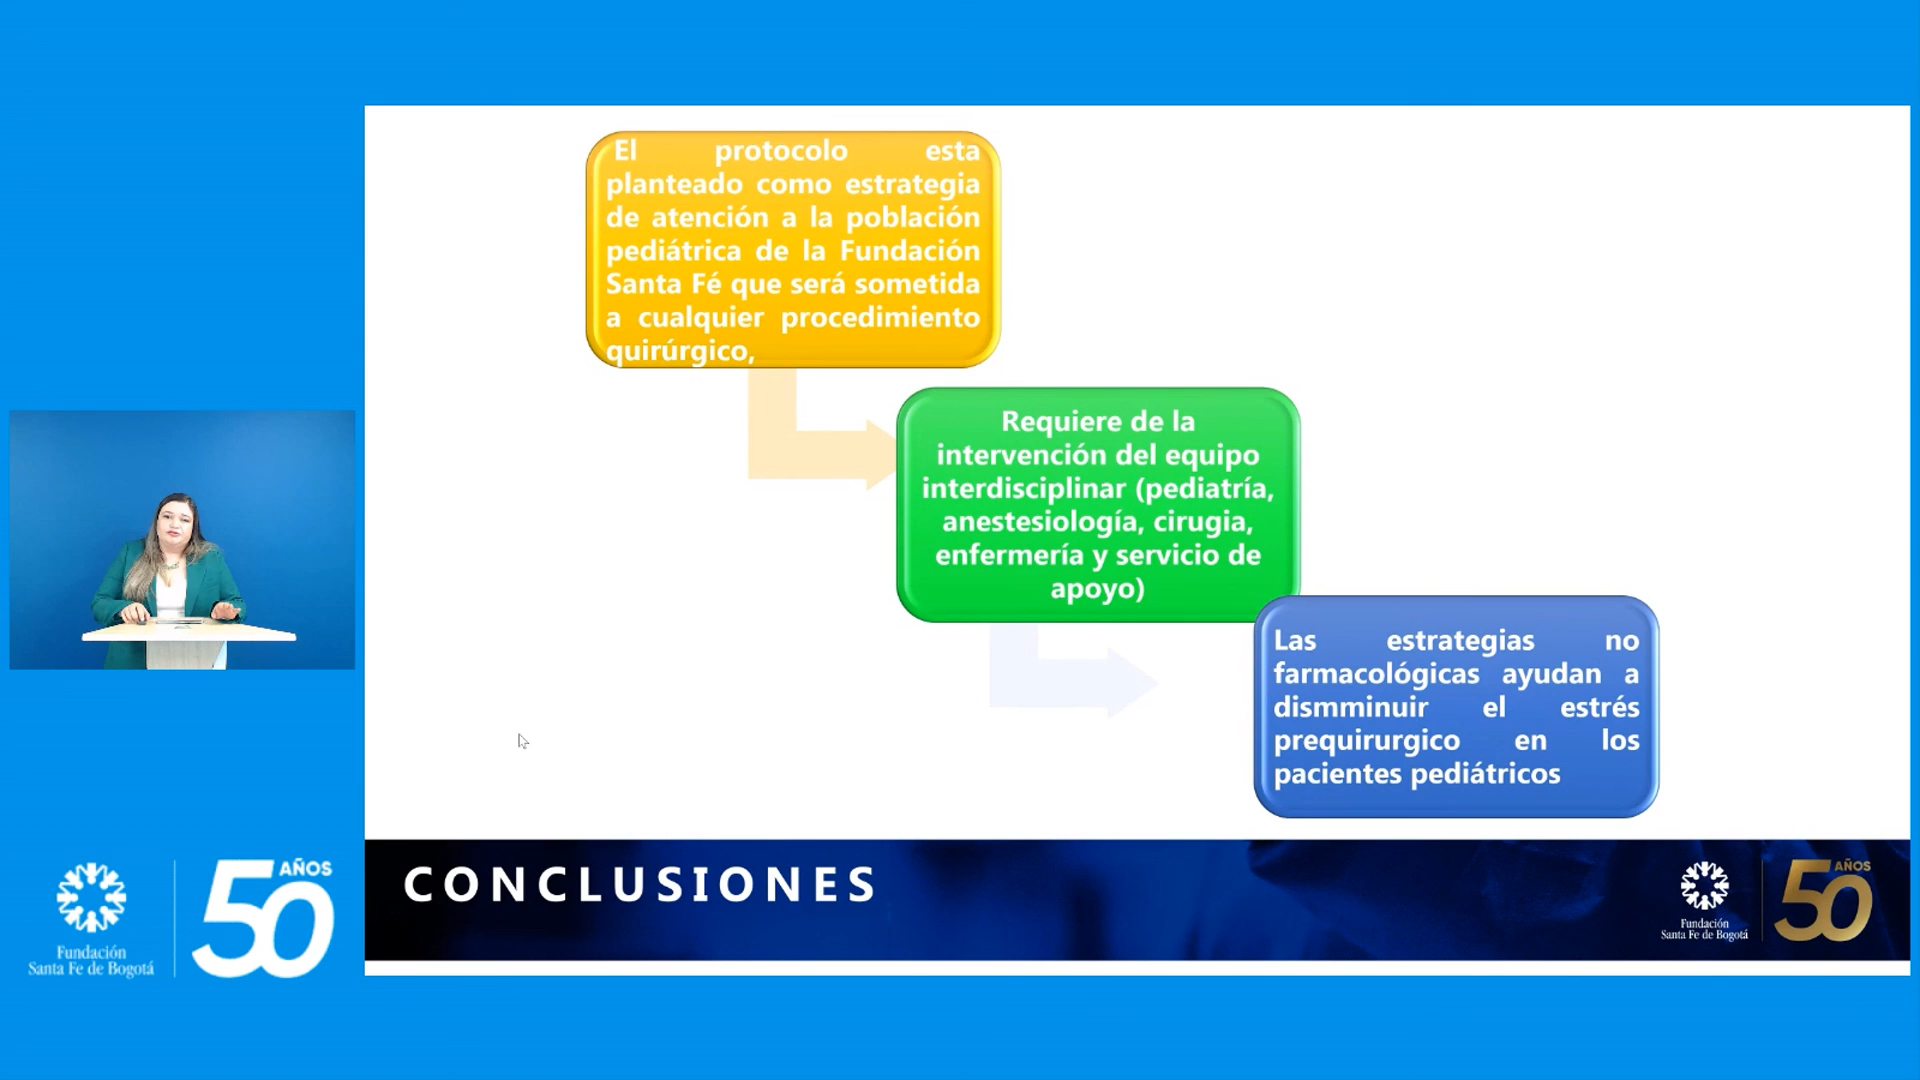 El protocolo esta
planteado como estrategia
de atención a la población
pediátrica de la Fundación
Santa Fé que será sometida
a cualquier procedimiento
quirúrgico,
Requiere de la
intervención del equipo
interdisciplinar (pediatría,
anestesiología, cirugia,
enfermería y servicio de
apoyo)
Las estrategias no
farmacológicas ayudan a
dismminuir el estrés
prequirurgico en los
pacientes pediátricos
CONCLUSIONES
Fundación
Santa Fe de Bogotá
50 AÑOS
Fundación
Santa Fe de Bogotá
50 AÑOS